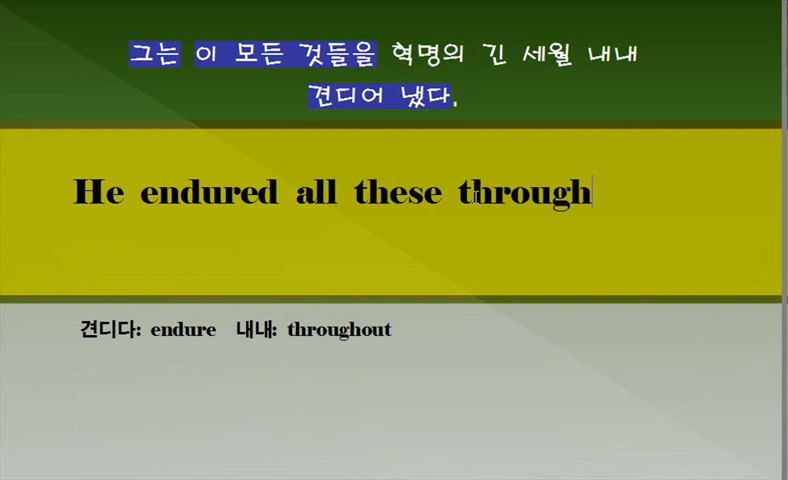 그는 이 모든 것들을 혁명의 긴 세월 내내
견디어 냈다.
He endured all these through
견디다: endure 내내: throughout